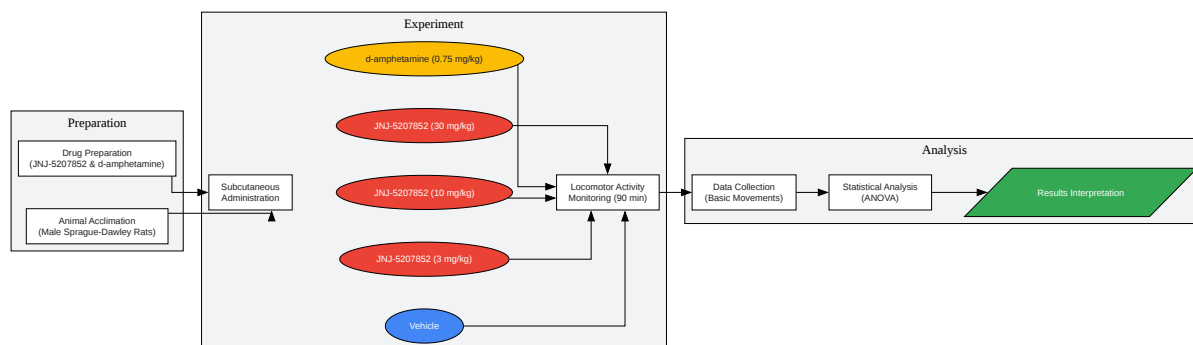 Preparation
Drug Preparation
(JNJ-5207852 & d-amphetamine)
Animal Acclimation
(Male Sprague-Dawley Rats)
Experiment
Subcutaneous
Administration
d-amphetamine (0.75 mg/kg)
JNJ-5207852 (30 mg/kg)
JNJ-5207852 (10 mg/kg)
JNJ-5207852 (3 mg/kg)
Vehicle
Locomotor Activity
Monitoring (90 min)
Analysis
Data Collection
(Basic Movements)
Statistical Analysis
(ANOVA)
Results Interpretation